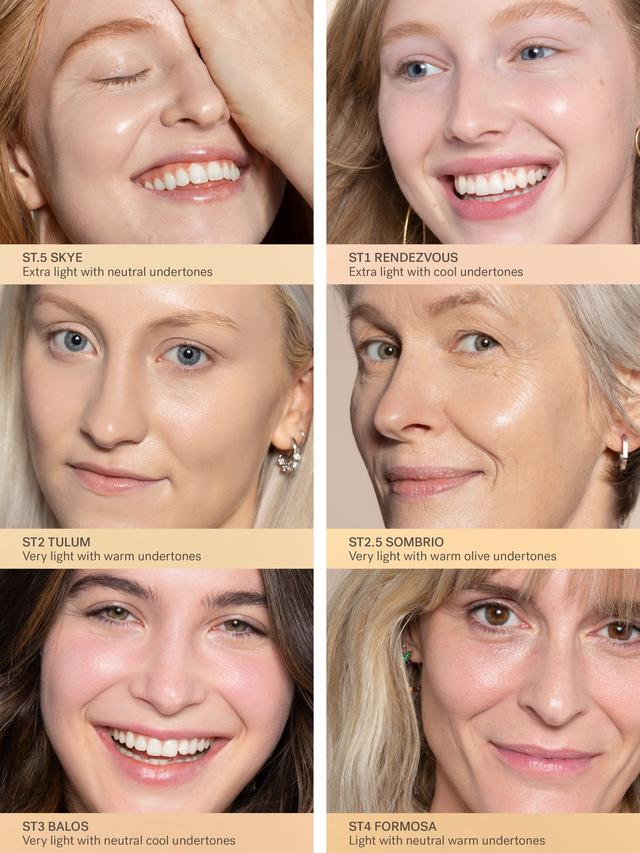 ST.5 SKYE
Extra light with neutral undertones
ST1 RENDEZVOUS
Extra light with cool undertones
ST2 TULUM
Very light with warm undertones
ST2.5 SOMBRIO
Very light with warm olive undertones
ST3 BALOS
Very light with neutral cool undertones
ST4 FORMOSA
Light with neutral warm undertones